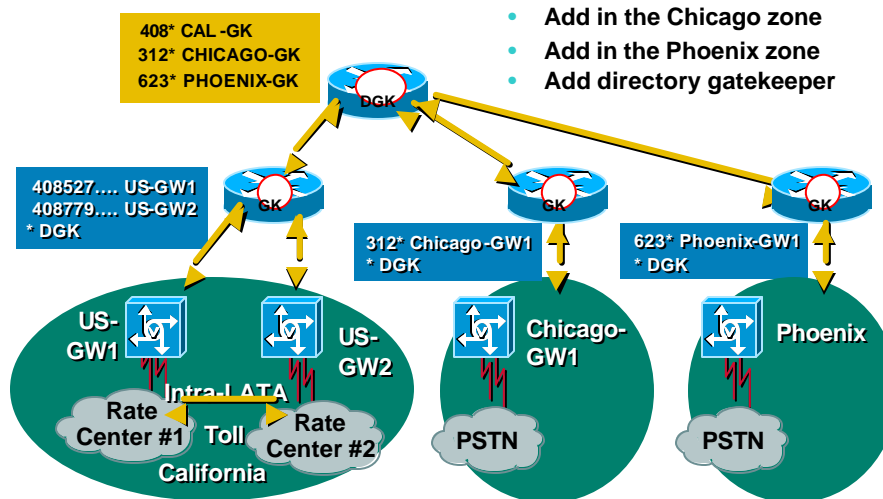 408* CAL -GK
312* CHICAGO-GK
623* PHOENIX-GK
• Add in the Chicago zone
• Add in the Phoenix zone
• Add directory gatekeeper
DGK
408527.... US-GW1
408779.... US-GW2
* DGK
GK
GK
GK
312* Chicago-GW1
* DGK
623* Phoenix-GW1
* DGK
US-
GW1
US-
GW2
Chicago-
GW1
Phoenix
Intra-LATA
Rate
Center #1
Toll
Rate
Center #2
California
PSTN
PSTN